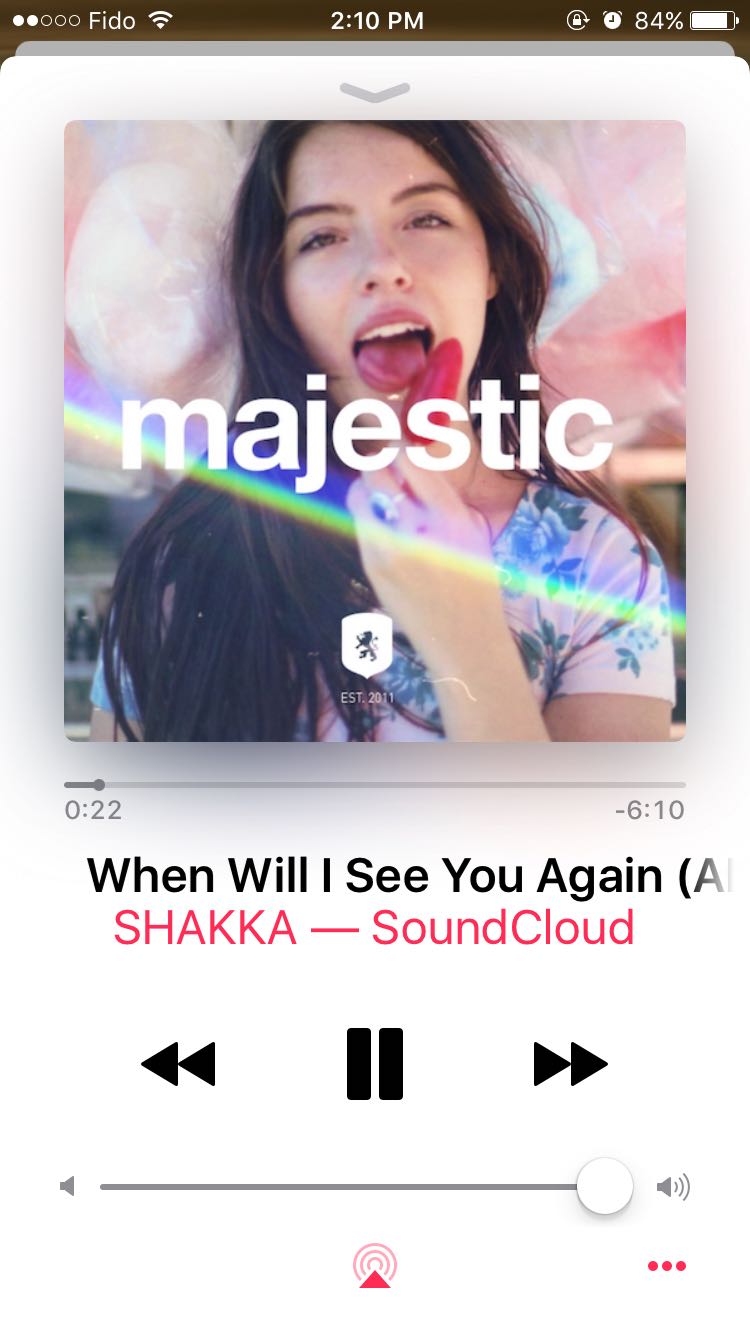 Fido 2:10 PM 84%
majestic
EST. 2011
0:22 -6:10
When Will I See You Again (
SHAKKA — SoundCloud